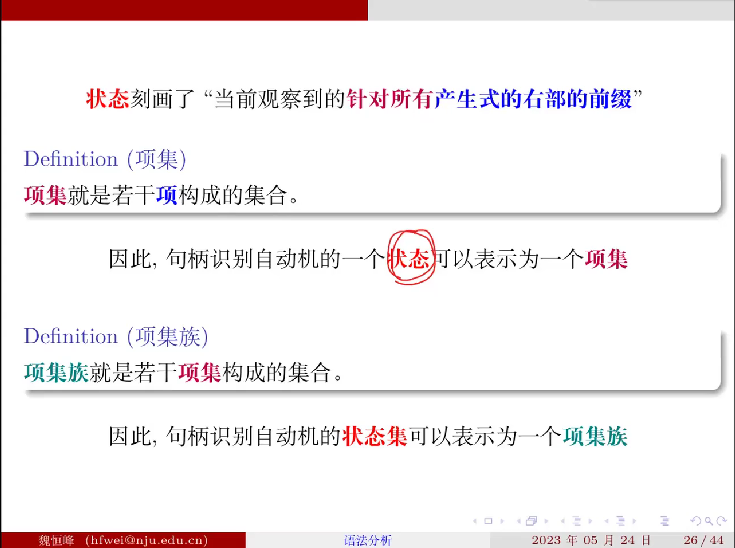 状态刻画了 “当前观察到的针对所有产生式的右部的前缀”
Definition (项集)
项集就是若干项构成的集合。
因此, 句柄识别自动机的一个状态可以表示为一个项集
Definition (项集族)
项集族就是若干项集构成的集合。
因此, 句柄识别自动机的状态集可以表示为一个项集族
魏恒峰 (hfwei@nju.edu.cn) 语法分析 2023 年 05 月 24 日 26 / 44